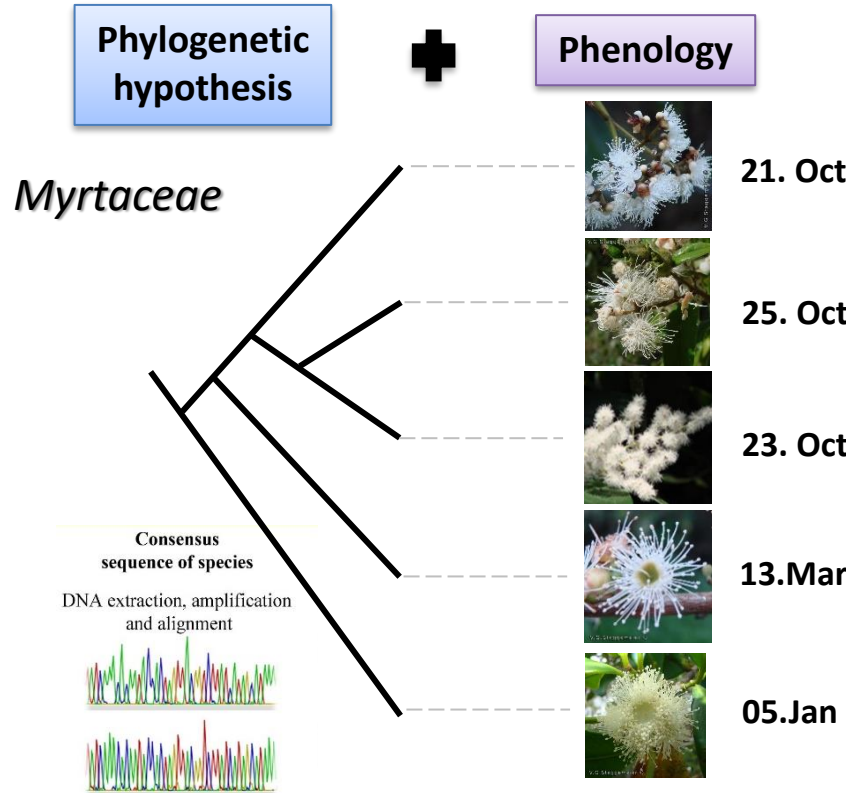 Phylogenetic
hypothesis
Phenology
Myrtaceae
21. Oct
25. Oct
23. Oct
13.Mar
05.Jan
Consensus
sequence of species
DNA extraction, amplification
and alignment